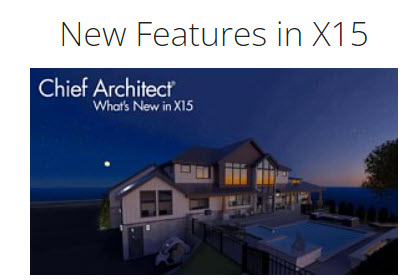 New Features in X15
Chief Architect®
What's New in X15